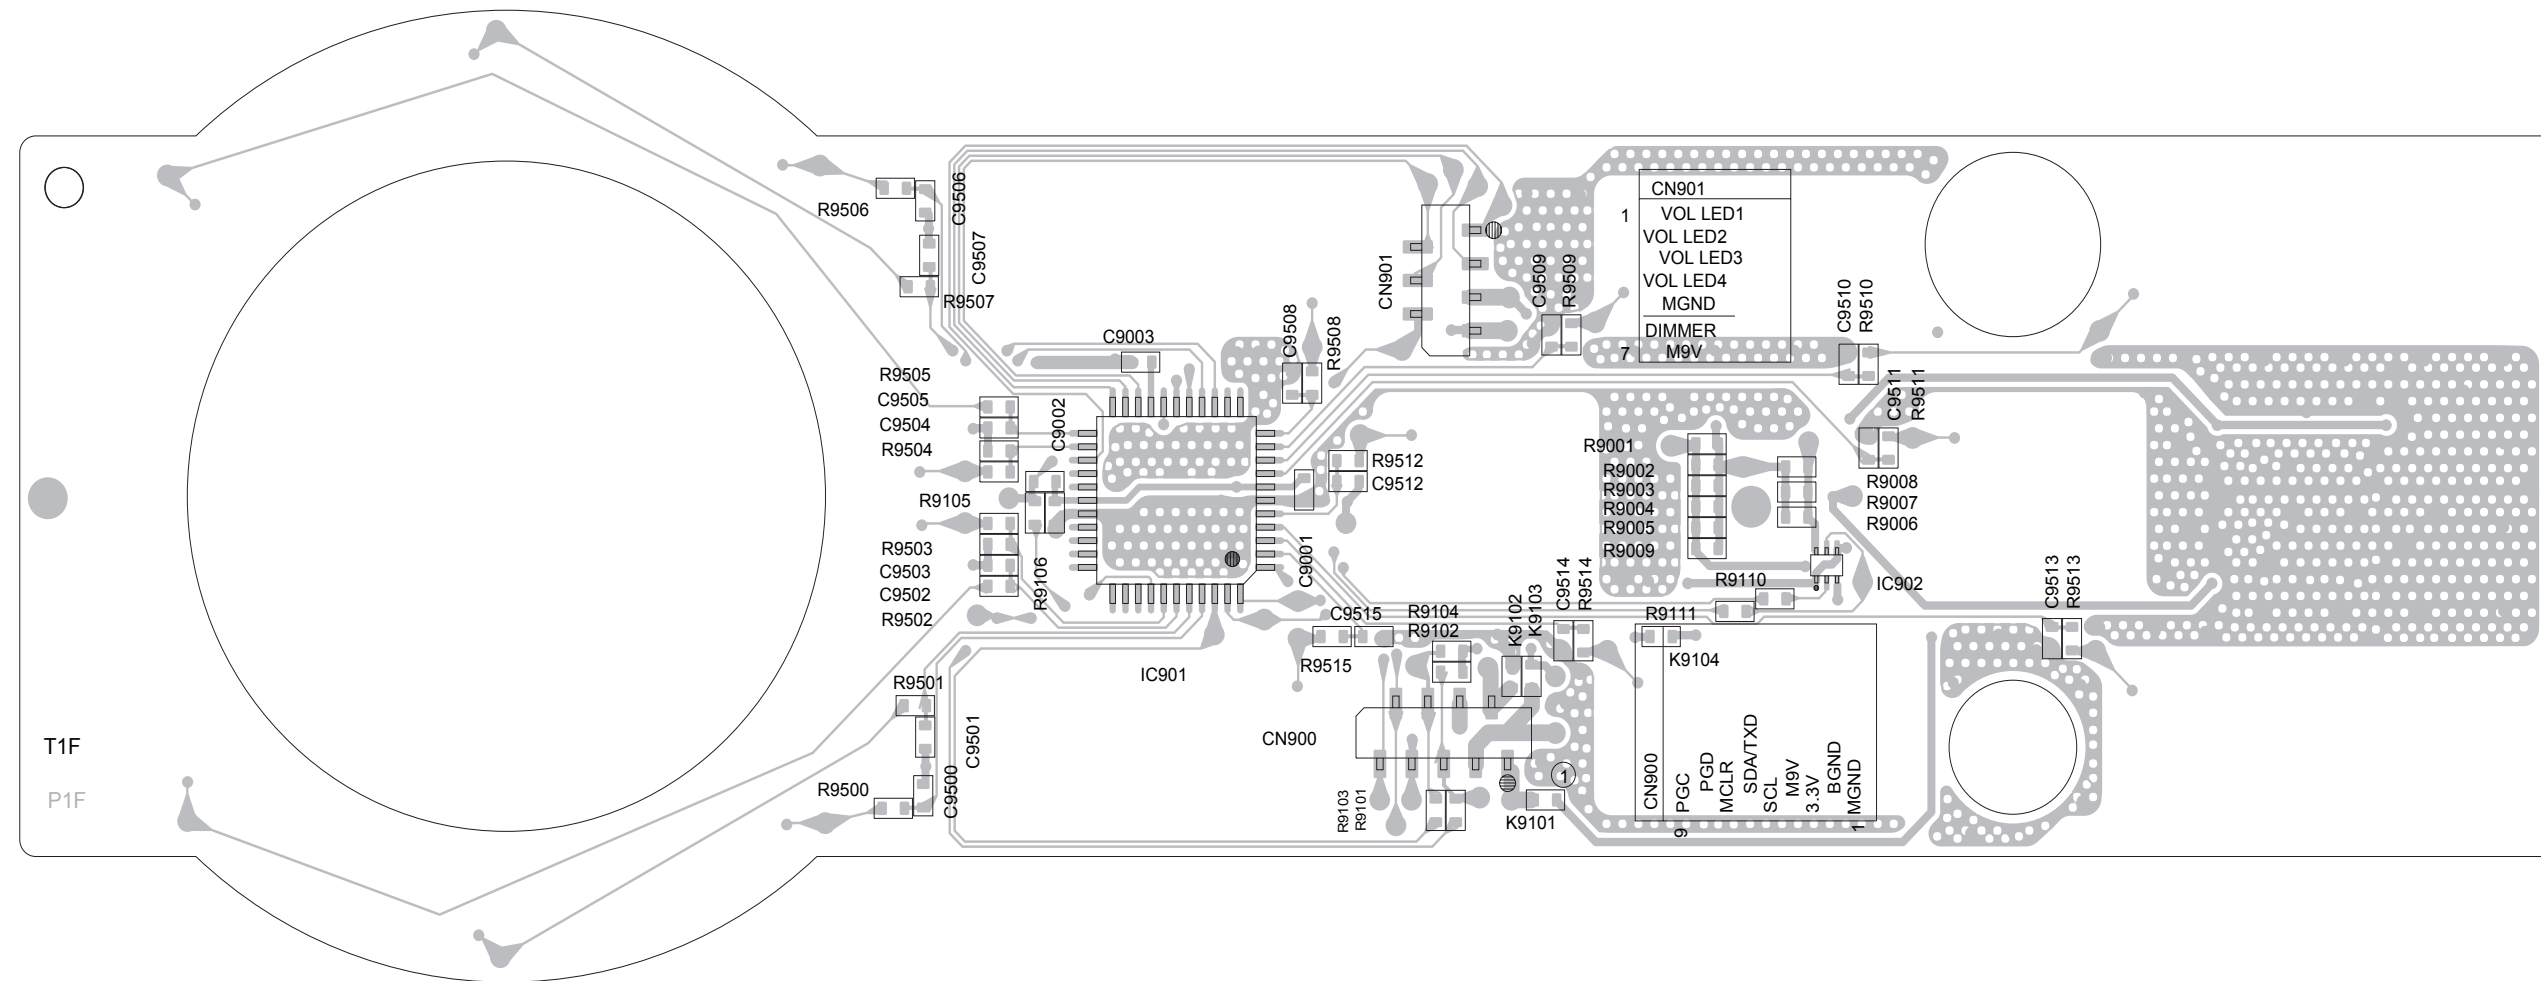 R9506
C9506
C9507
R9507
CN901
C9509
R9509
CN901
1 VOL LED1
VOL LED2
VOL LED3
VOL LED4
MGND
DIMMER
7 M9V
C9510
R9510
C9003
C9508
R9508
R9505
C9505
C9504
R9504
C9002
R9105
R9512
C9512
C9511
R9511
R9001
R9002
R9003
R9004
R9005
R9009
R9008
R9007
R9006
R9503
C9503
C9502
R9502
R9106
C9001
IC901
C9515
R9515
R9104
R9102
K9102
K9103
C9514
R9514
R9110
R9111
IC902
K9104
C9513
R9513
R9501
C9501
R9500
C9500
CN900
R9103
R9101
K9101
1
CN900
PGC
PGD
MCLR
SDA/TXD
SCL
M9V
3.3V
BGND
MGND
9
1
T1F
P1F